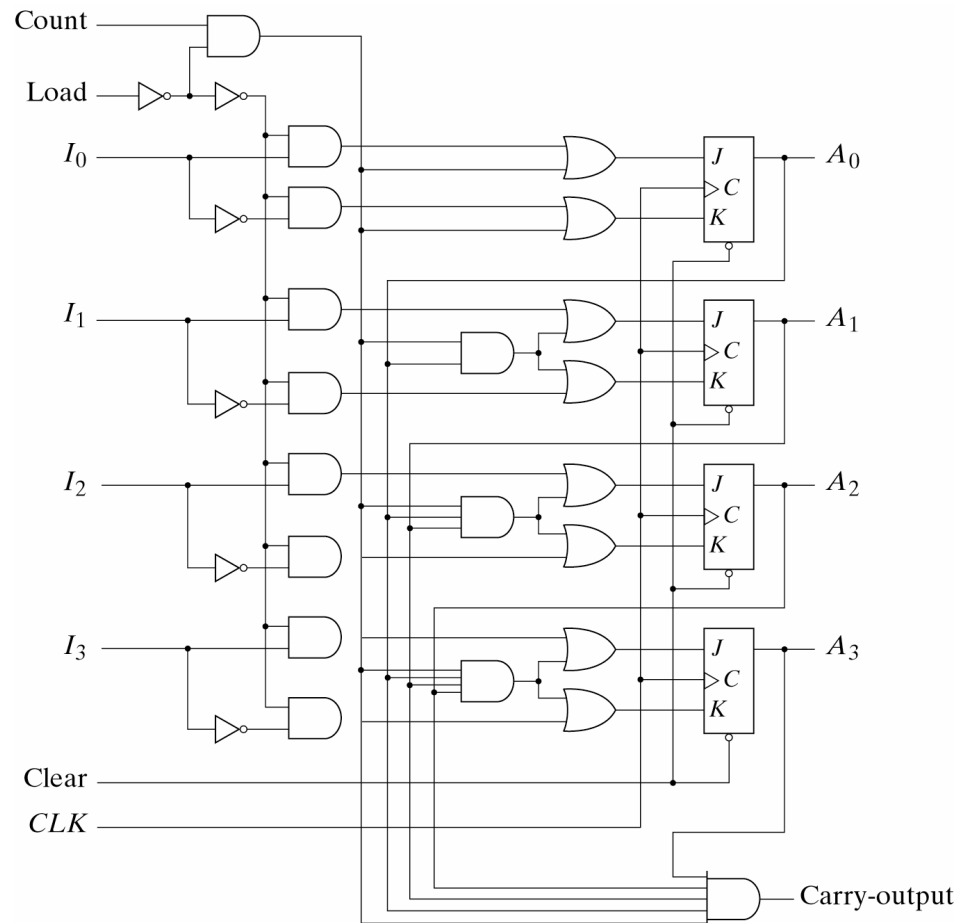 Count
Load
I0
J
A0
C
K
I1
J
A1
C
K
I2
J
A2
C
K
I3
J
A3
C
K
Clear
CLK
Carry-output